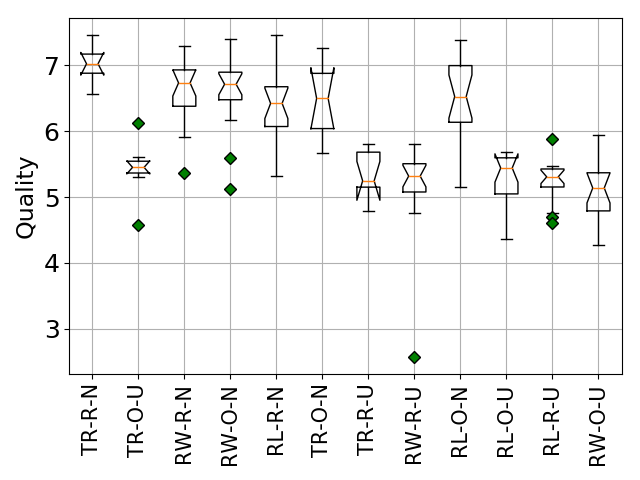 Quality
7
6
5
4
3
TR-R-N
TR-O-U
RW-R-N
RW-O-N
RL-R-N
TR-O-N
TR-R-U
RW-R-U
RL-O-N
RL-O-U
RL-R-U
RW-O-U